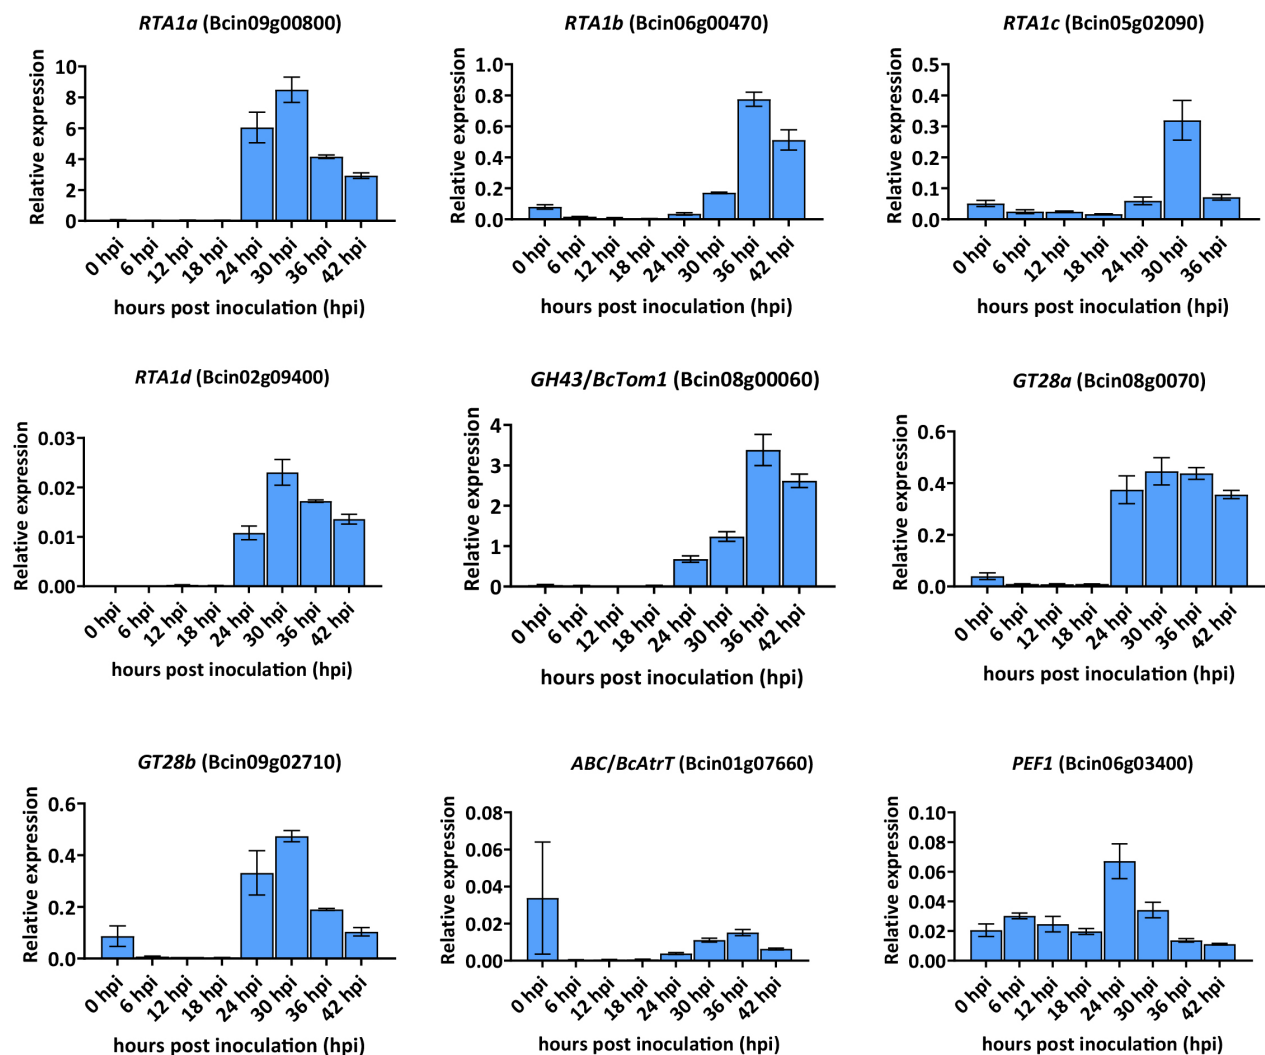 RTA1a (Bcin09g00800)
Relative expression
10
8
6
4
2
0
0 hpi
6 hpi
12 hpi
18 hpi
24 hpi
30 hpi
36 hpi
42 hpi
hours post inoculation (hpi)
RTA1b (Bcin06g00470)
Relative expression
1.0
0.8
0.6
0.4
0.2
0.0
0 hpi
6 hpi
12 hpi
18 hpi
24 hpi
30 hpi
36 hpi
42 hpi
hours post inoculation (hpi)
RTA1c (Bcin05g02090)
Relative expression
0.5
0.4
0.3
0.2
0.1
0.0
0 hpi
6 hpi
12 hpi
18 hpi
24 hpi
30 hpi
36 hpi
hours post inoculation (hpi)
RTA1d (Bcin02g09400)
Relative expression
0.03
0.02
0.01
0.00
0 hpi
6 hpi
12 hpi
18 hpi
24 hpi
30 hpi
36 hpi
42 hpi
hours post inoculation (hpi)
GH43/BcTom1 (Bcin08g00060)
Relative expression
4
3
2
1
0
0 hpi
6 hpi
12 hpi
18 hpi
24 hpi
30 hpi
36 hpi
42 hpi
hours post inoculation (hpi)
GT28a (Bcin08g0070)
Relative expression
0.6
0.4
0.2
0.0
0 hpi
6 hpi
12 hpi
18 hpi
24 hpi
30 hpi
36 hpi
42 hpi
hours post inoculation (hpi)
GT28b (Bcin09g02710)
Relative expression
0.6
0.4
0.2
0.0
0 hpi
6 hpi
12 hpi
18 hpi
24 hpi
30 hpi
36 hpi
42 hpi
hours post inoculation (hpi)
ABC/BcAtrT (Bcin01g07660)
Relative expression
0.08
0.06
0.04
0.02
0.00
0 hpi
6 hpi
12 hpi
18 hpi
24 hpi
30 hpi
36 hpi
42 hpi
hours post inoculation (hpi)
PEF1 (Bcin06g03400)
Relative expression
0.10
0.08
0.06
0.04
0.02
0.00
0 hpi
6 hpi
12 hpi
18 hpi
24 hpi
30 hpi
36 hpi
42 hpi
hours post inoculation (hpi)